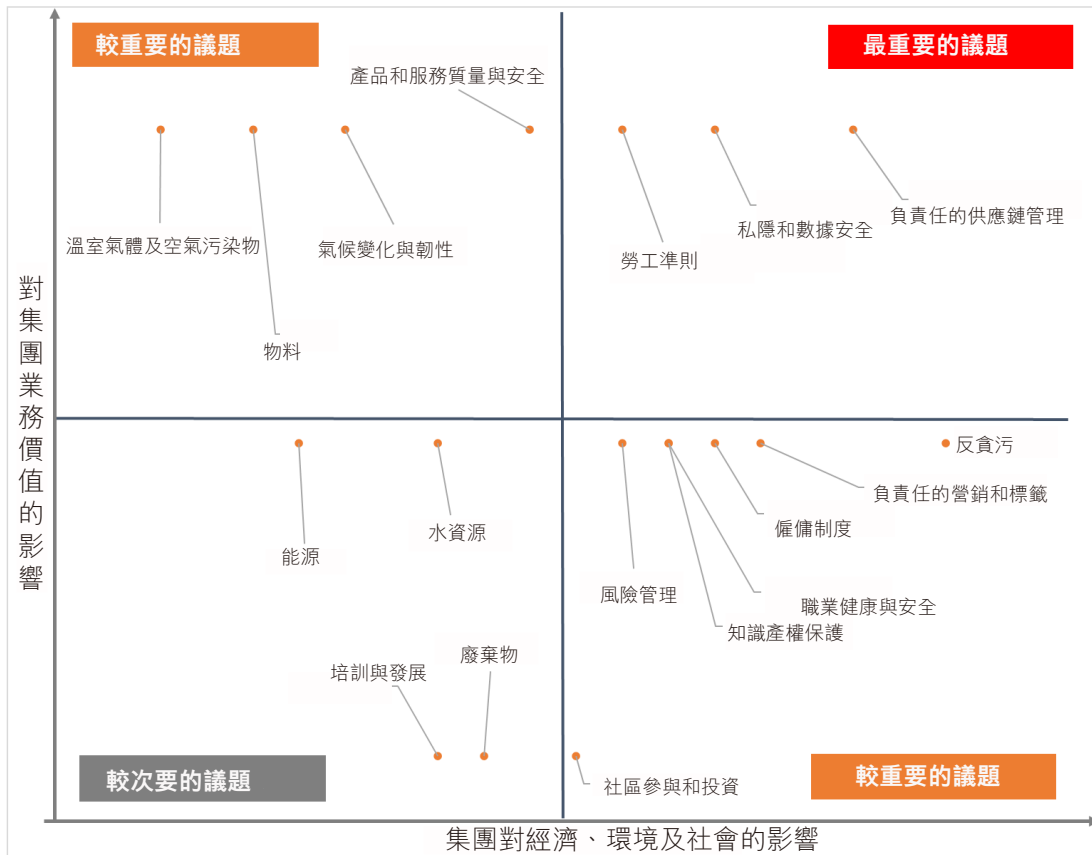 較重要的議題
最重要的議題
產品和服務質量與安全
溫室氣體及空氣污染物
氣候變化與韌性
物料
勞工準則
私隱和數據安全
負責任的供應鏈管理
對集團業務價值的影響
反貪污
負責任的營銷和標籤
僱傭制度
水資源
能源
風險管理
職業健康與安全
知識產權保護
廢棄物
培訓與發展
較次要的議題
社區參與和投資
較重要的議題
集團對經濟、環境及社會的影響